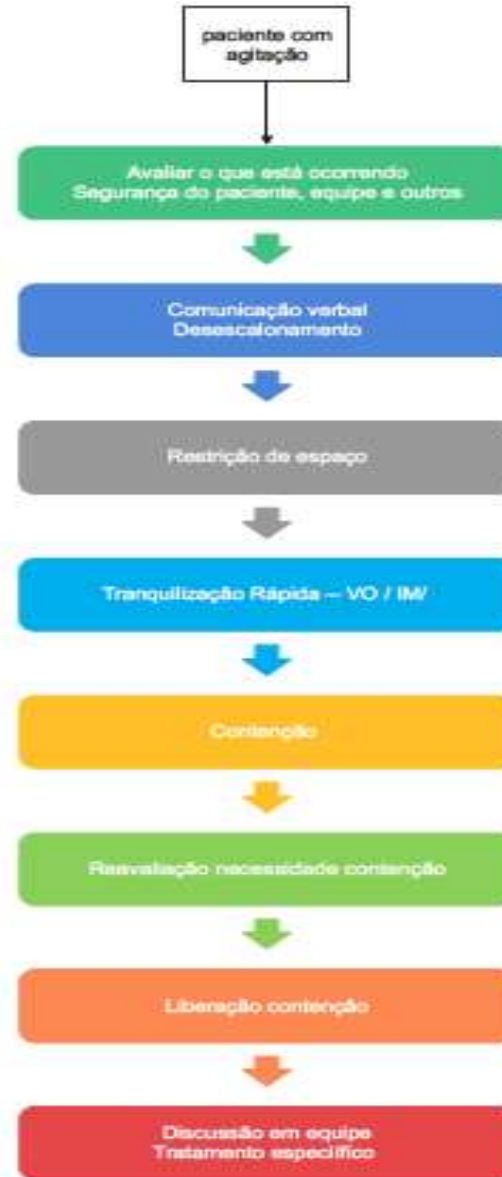 paciente com
agitação
Avaliar o que está ocorrendo
Segurança do paciente, equipe e outros
Comunicação verbal
Desescalonamento
Restrição de espaço
Tranquilização Rápida – VO / IM/
Contenção
Reavaliação necessidade contenção
Liberação contenção
Discussão em equipe
Tratamento específico